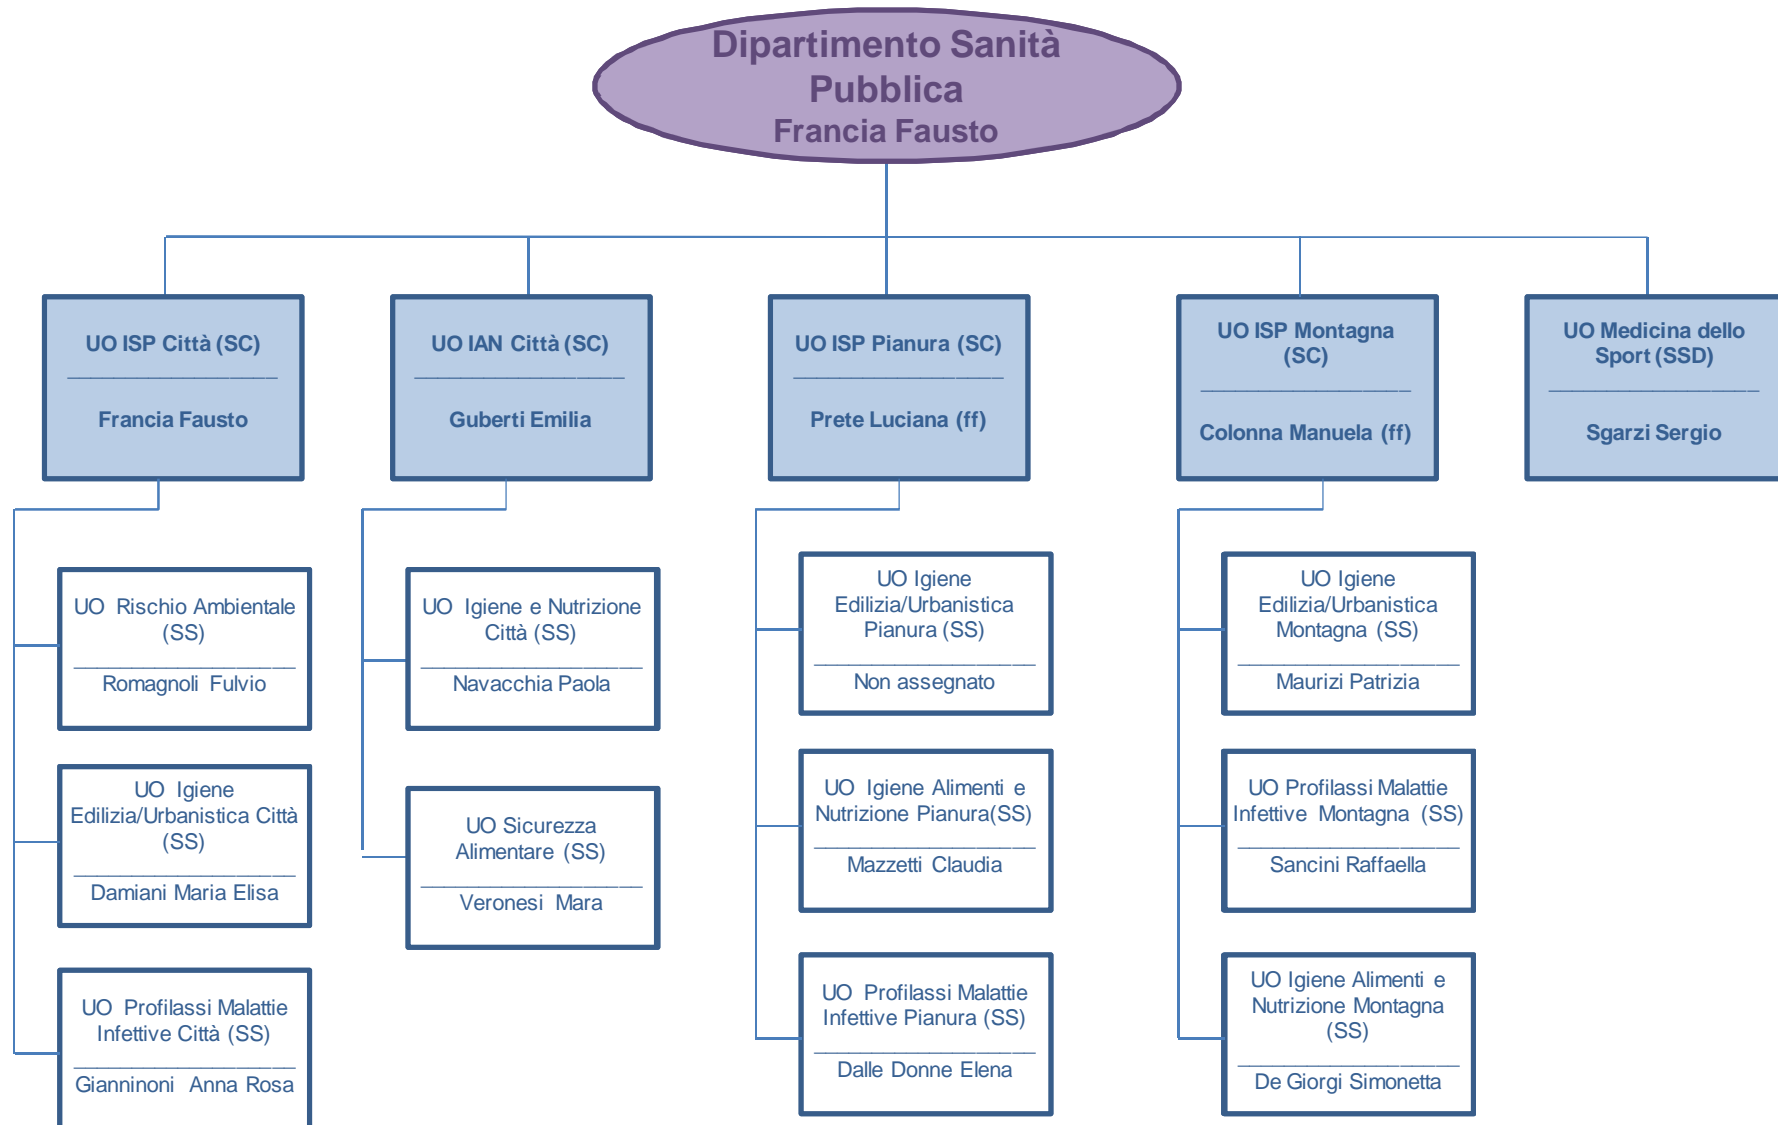 Dipartimento Sanità
Pubblica
Francia Fausto
UO ISP Città (SC)
Francia Fausto
UO IAN Città (SC)
Guberti Emilia
UO ISP Pianura (SC)
Prete Luciana (ff)
UO ISP Montagna
(SC)
Colonna Manuela (ff)
UO Medicina dello
Sport (SSD)
Sgarzi Sergio
UO Rischio Ambientale
(SS)
Romagnoli Fulvio
UO Igiene
Edilizia/Urbanistica Città
(SS)
Damiani Maria Elisa
UO Profilassi Malattie
Infettive Città (SS)
Gianninoni Anna Rosa
UO Igiene e Nutrizione
Città (SS)
Navacchia Paola
UO Sicurezza
Alimentare (SS)
Veronesi Mara
UO Igiene
Edilizia/Urbanistica
Pianura (SS)
Non assegnato
UO Igiene Alimenti e
Nutrizione Pianura(SS)
Mazzetti Claudia
UO Profilassi Malattie
Infettive Pianura (SS)
Dalle Donne Elena
UO Igiene
Edilizia/Urbanistica
Montagna (SS)
Maurizi Patrizia
UO Profilassi Malattie
Infettive Montagna (SS)
Sancini Raffaella
UO Igiene Alimenti e
Nutrizione Montagna
(SS)
De Giorgi Simonetta